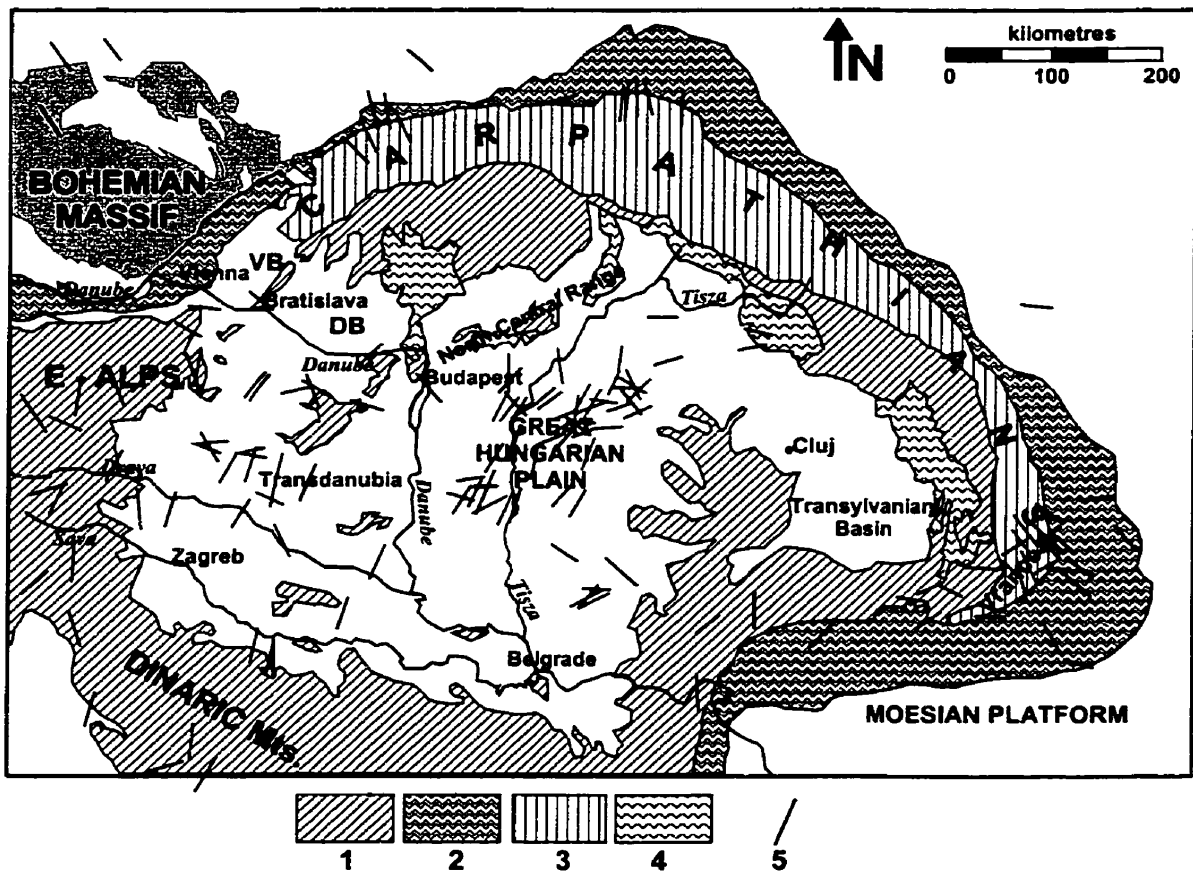 N
kilometres
0 100 200
CARPATHIANS
BOHEMIAN
MASSIF
Vienna
VB
Danube
Bratislava
DB
North Central Range
Tisza
Danube
E. ALPS
Budapest
GREAT
HUNGARIAN
PLAIN
Cluj
Drava
Transdanubia
Danube
Transylvanian
Basin
Sava
Zagreb
Tisza
Belgrade
DINARIC Mts.
MOESIAN PLATFORM
1 2 3 4 5